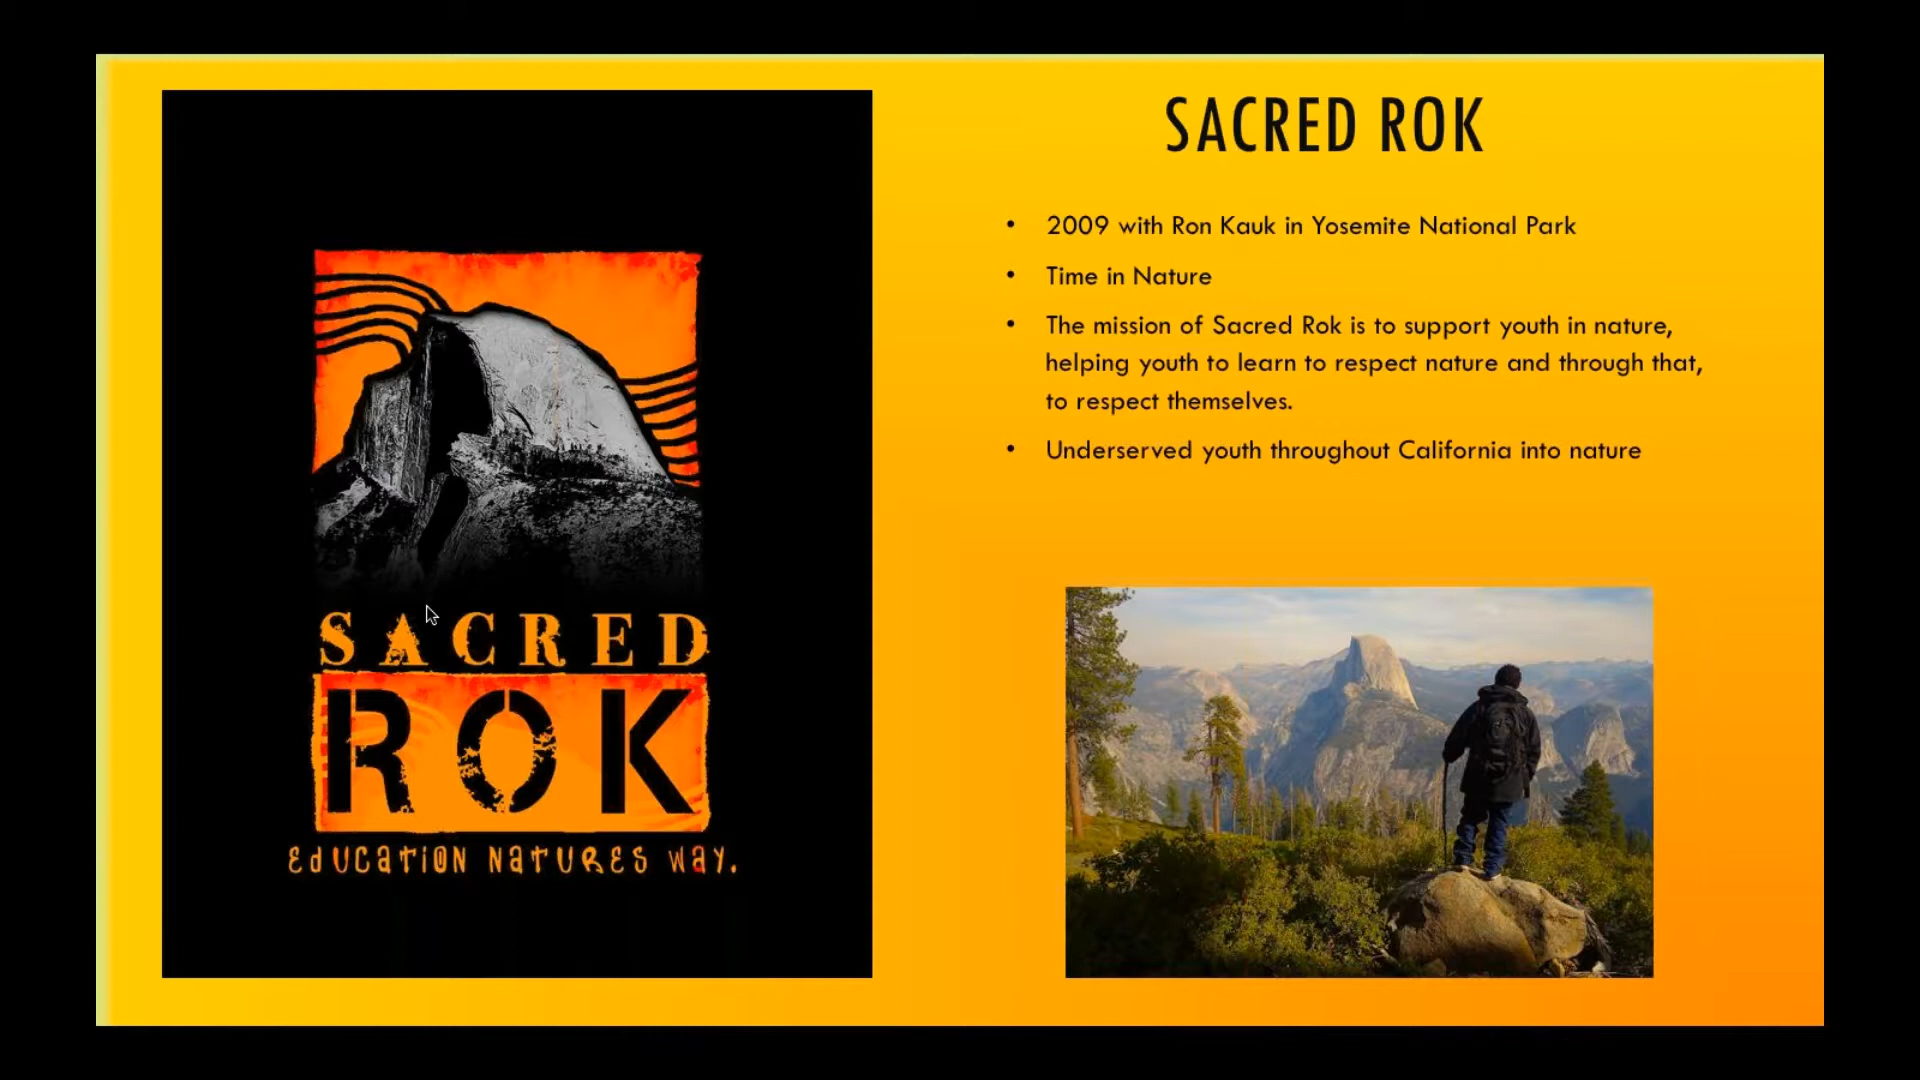 SACRED
ROK
EdUCatiON NatURES way.
SACRED ROK
• 2009 with Ron Kauk in Yosemite National Park
• Time in Nature
• The mission of Sacred Rok is to support youth in nature,
helping youth to learn to respect nature and through that,
to respect themselves.
• Underserved youth throughout California into nature